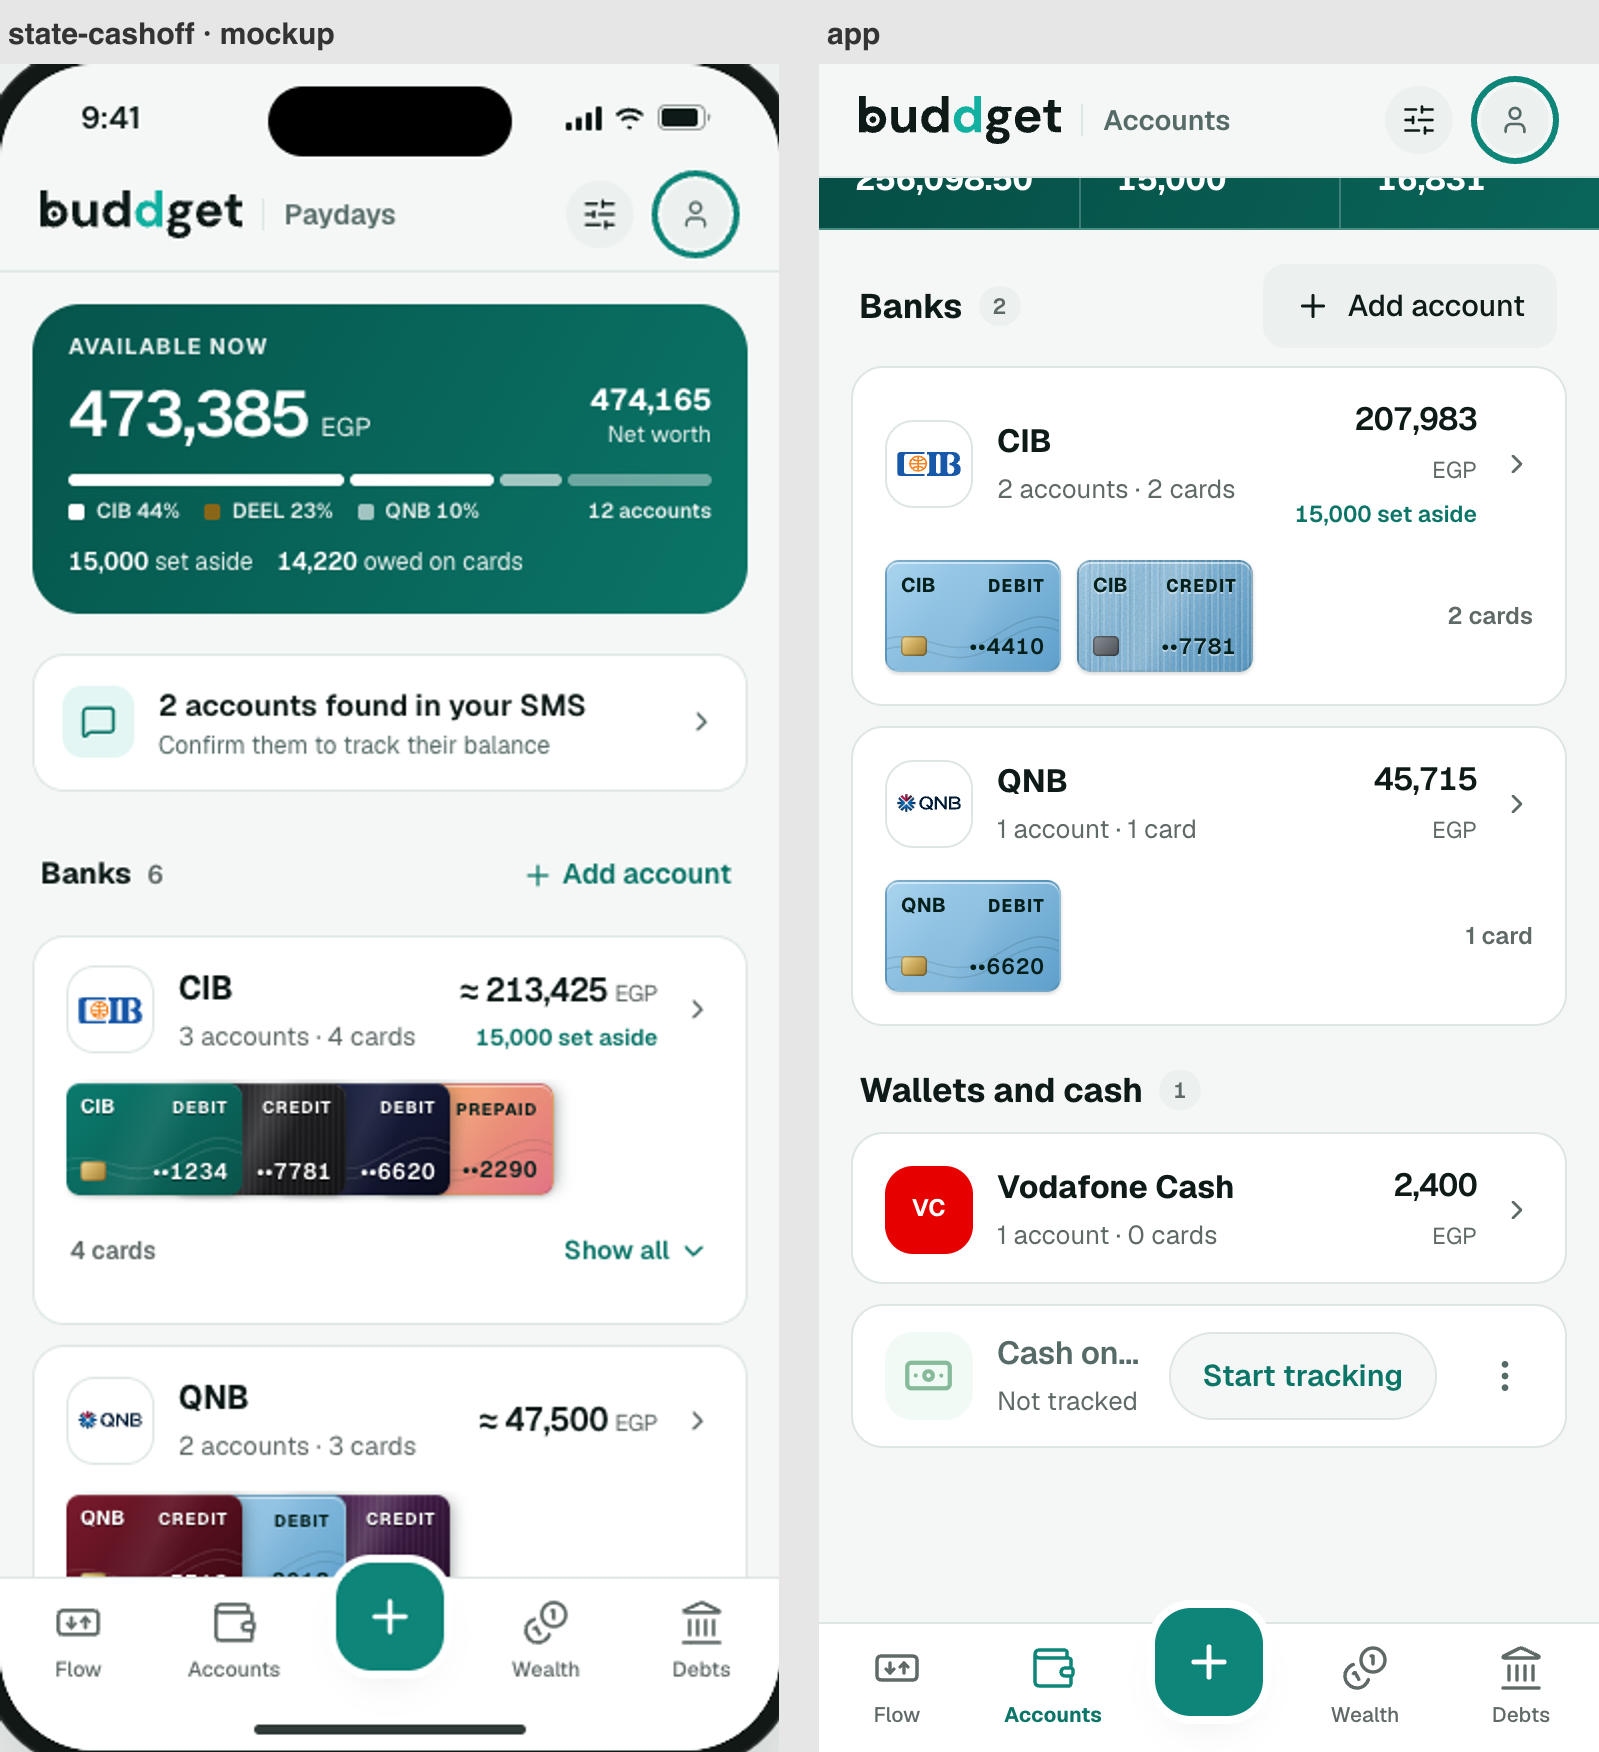 state-cashoff · mockup
9:41
buddget
Paydays
AVAILABLE NOW
473,385 EGP
474,165
Net worth
CIB 44%
DEEL 23%
QNB 10%
12 accounts
15,000 set aside
14,220 owed on cards
2 accounts found in your SMS
Confirm them to track their balance
Banks 6
+ Add account
CIB
3 accounts · 4 cards
≈ 213,425 EGP
15,000 set aside
CIB DEBIT
••1234
CREDIT
••7781
DEBIT
••6620
PREPAID
••2290
4 cards
Show all
QNB
2 accounts · 3 cards
≈ 47,500 EGP
QNB CREDIT
DEBIT
CREDIT
Flow
Accounts
Wealth
Debts
app
buddget
Accounts
256,098.50
15,000
16,831
Banks 2
+ Add account
CIB
2 accounts · 2 cards
207,983
EGP
15,000 set aside
CIB DEBIT
••4410
CIB CREDIT
••7781
2 cards
QNB
QNB
1 account · 1 card
45,715
EGP
QNB DEBIT
••6620
1 card
Wallets and cash 1
VC
Vodafone Cash
1 account · 0 cards
2,400
EGP
Cash on...
Not tracked
Start tracking
Flow
Accounts
Wealth
Debts